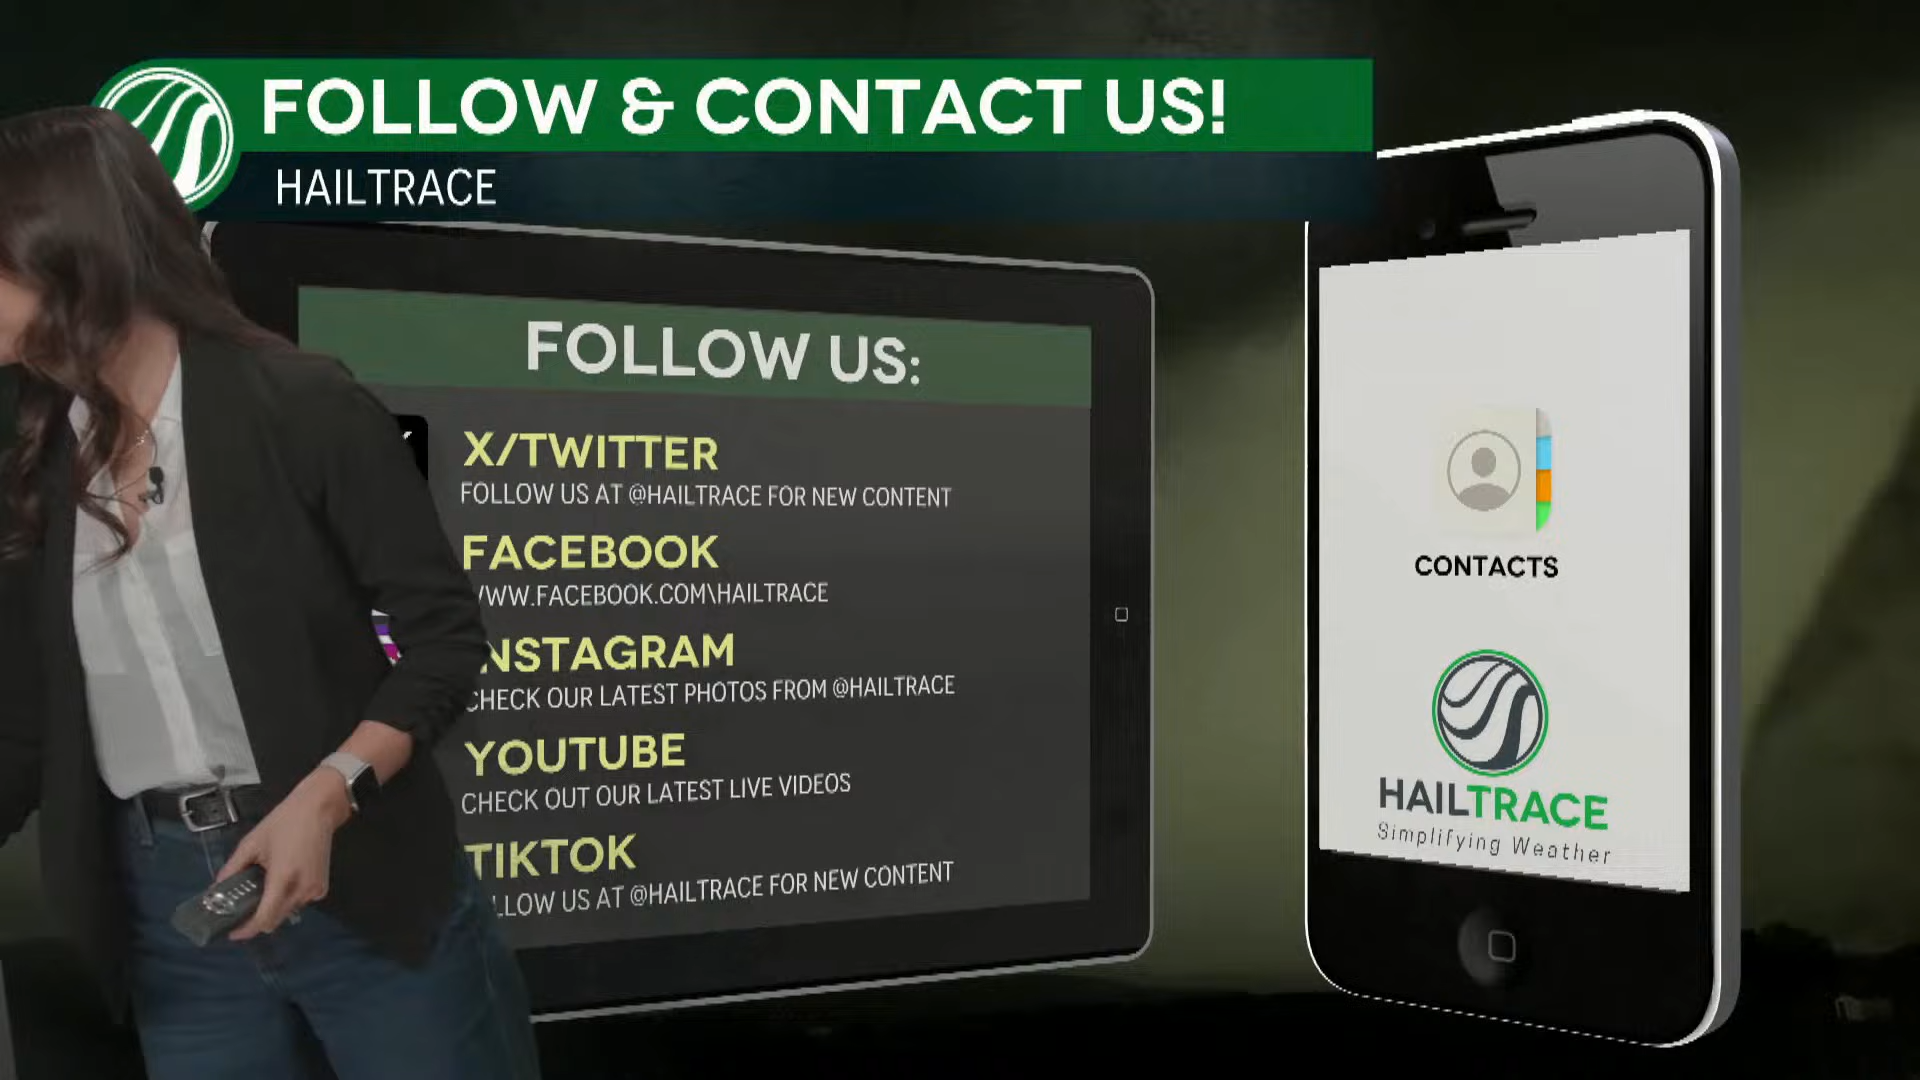 FOLLOW & CONTACT US!
HAILTRACE
FOLLOW US:
X/TWITTER
FOLLOW US AT @HAILTRACE FOR NEW CONTENT
FACEBOOK
WWW.FACEBOOK.COM\HAILTRACE
INSTAGRAM
CHECK OUR LATEST PHOTOS FROM @HAILTRACE
YOUTUBE
CHECK OUT OUR LATEST LIVE VIDEOS
TIKTOK
FOLLOW US AT @HAILTRACE FOR NEW CONTENT
CONTACTS
HAILTRACE
Simplifying Weather